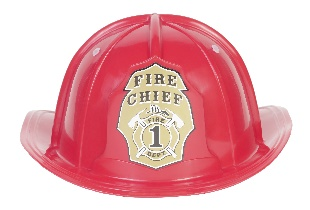 FIRE
CHIEF
FIRE
1
DEPT.